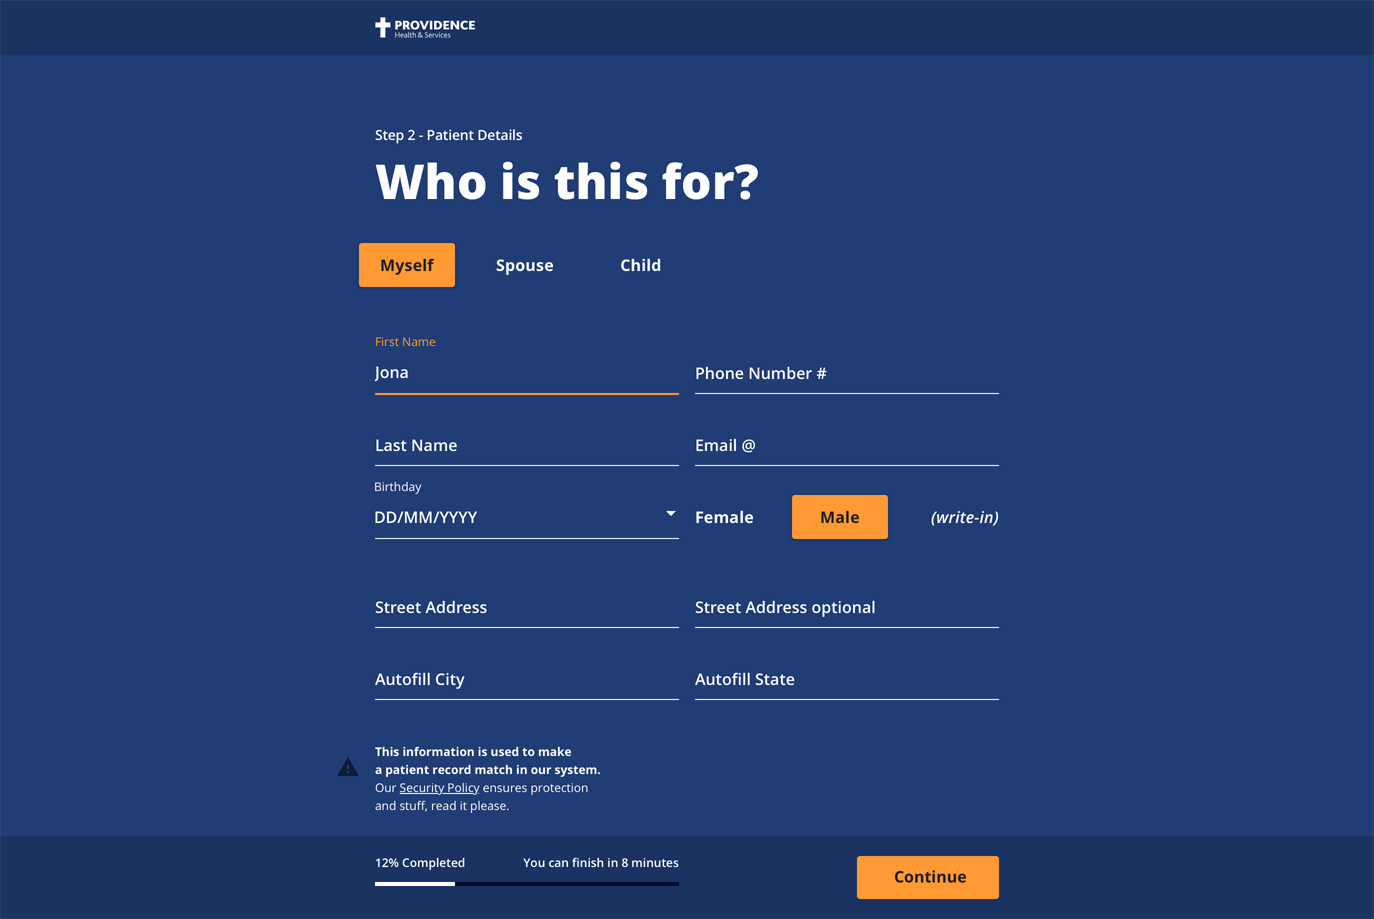 PROVIDENCE
Health & Services
Step 2 - Patient Details
Who is this for?
Myself
Spouse
Child
First Name
Jona
Phone Number #
Last Name
Email @
Birthday
DD/MM/YYYY
Female
Male
(write-in)
Street Address
Street Address optional
Autofill City
Autofill State
This information is used to make
a patient record match in our system.
Our Security Policy ensures protection
and stuff, read it please.
12% Completed
You can finish in 8 minutes
Continue